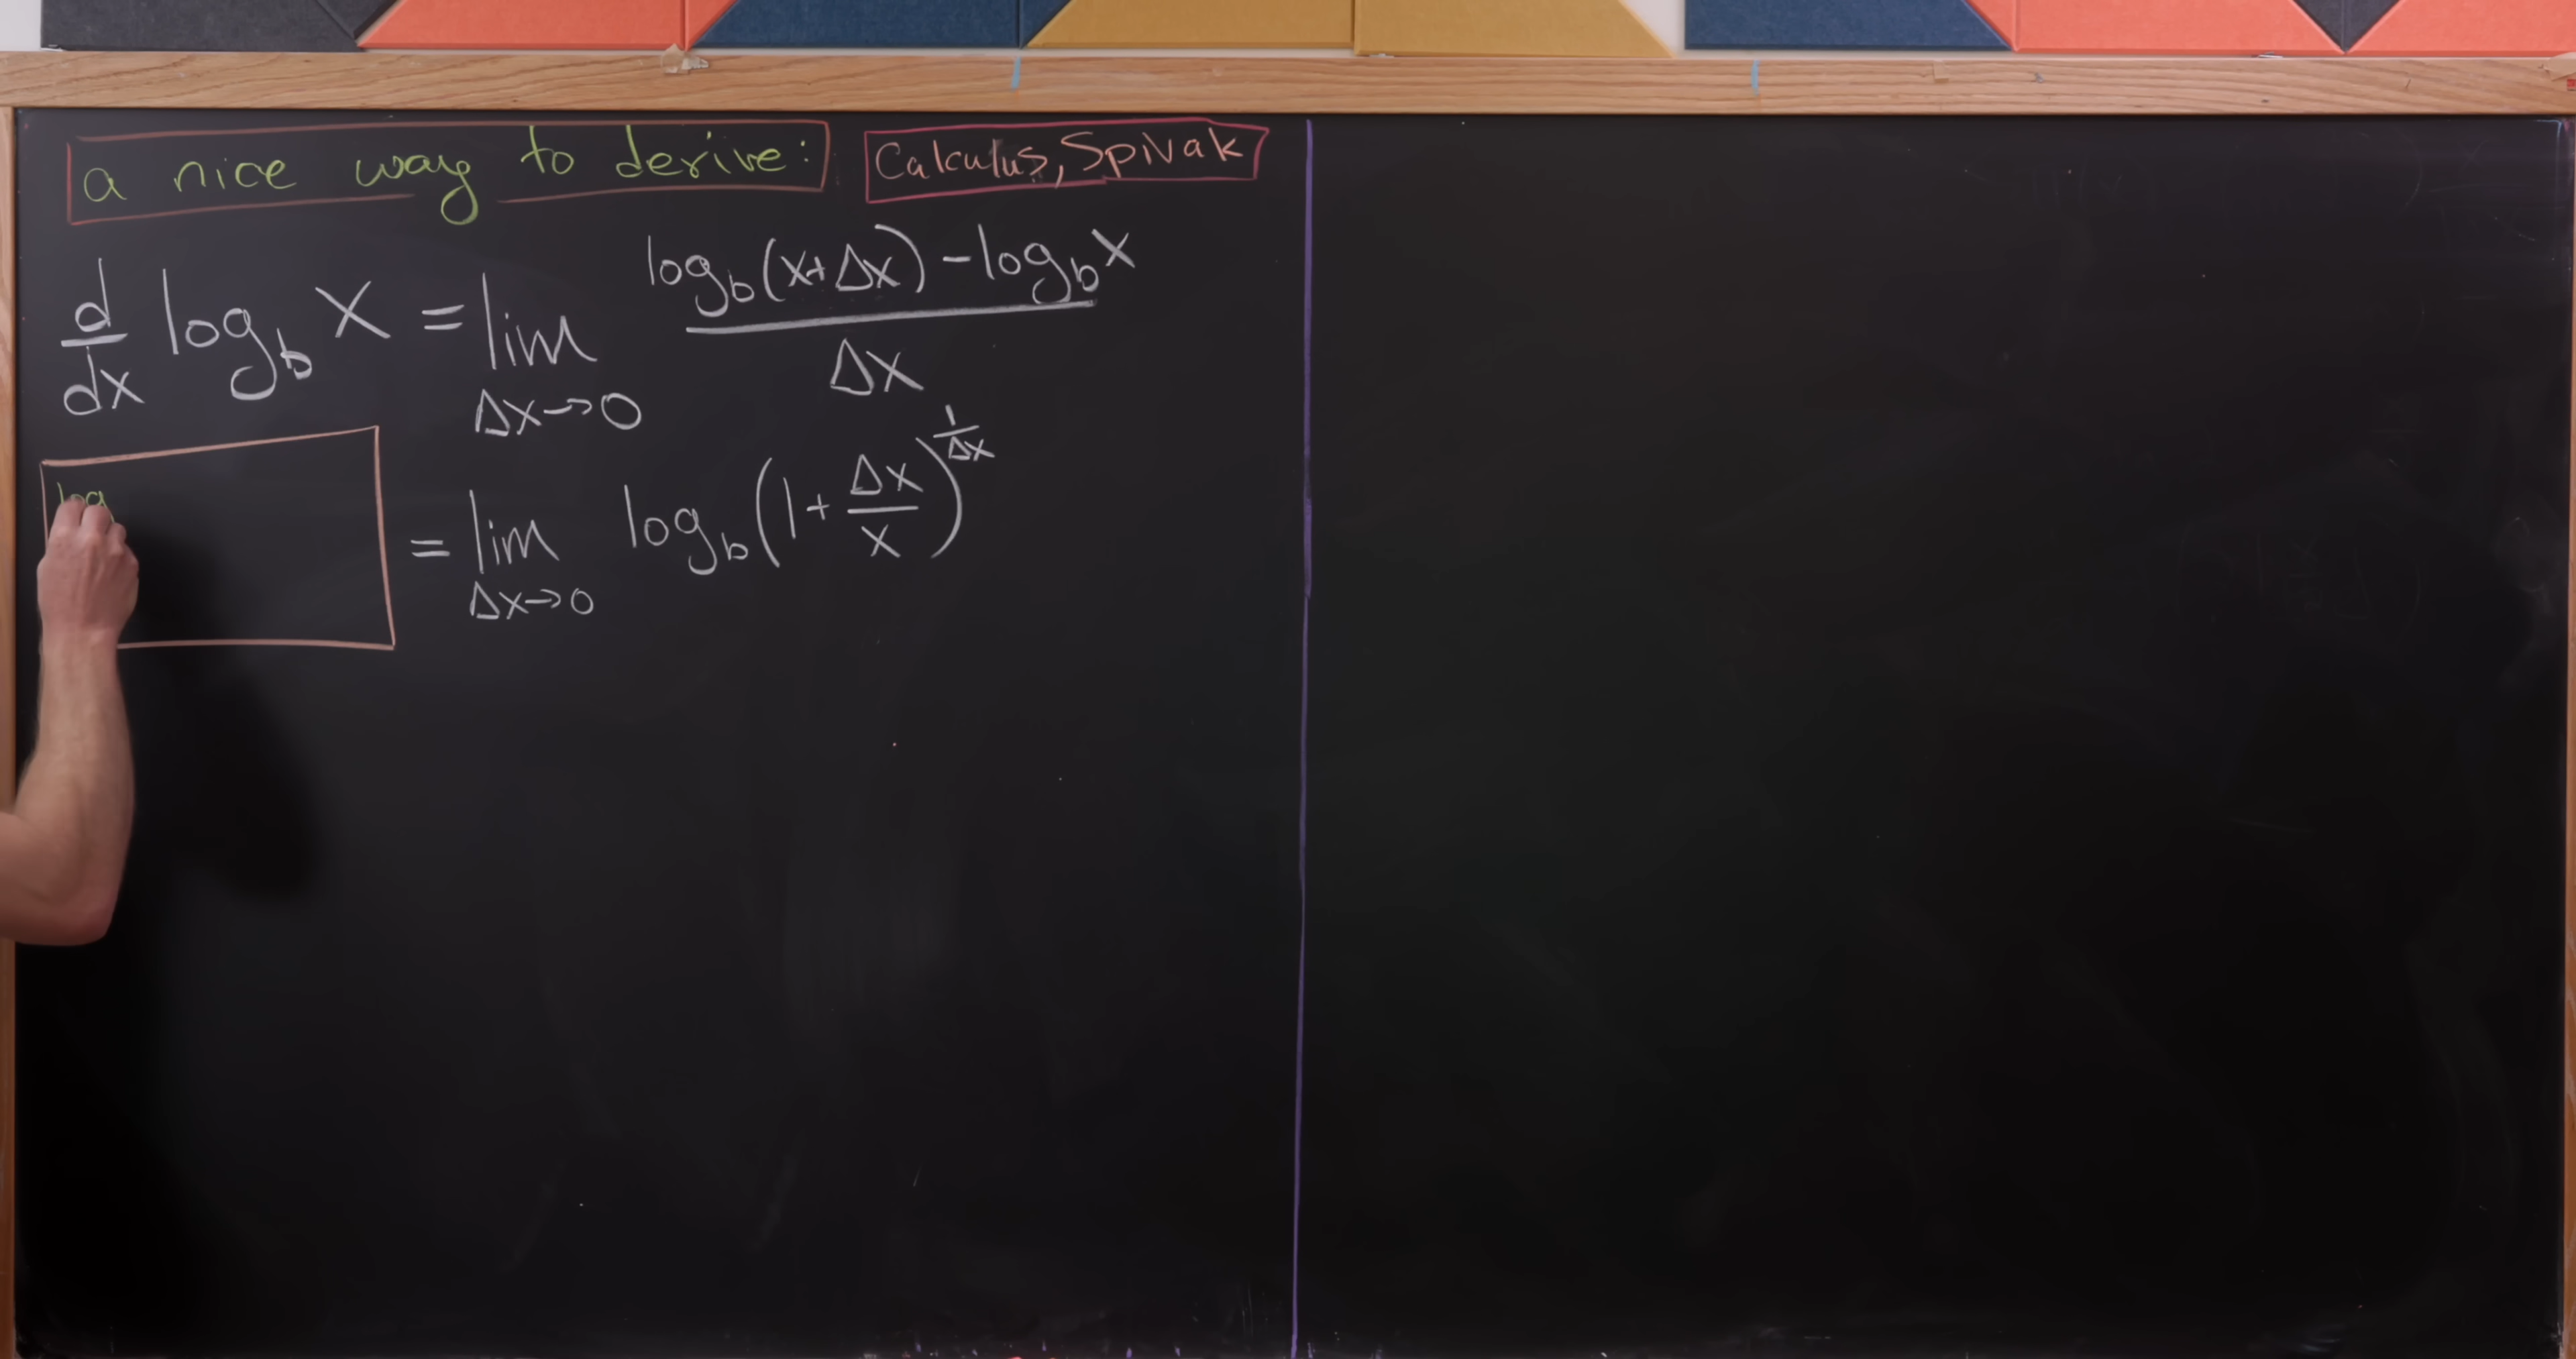 a nice way to derive: Calculus, Spivak
d/dx log_b x = lim_{Δx→0} (log_b(x+Δx) - log_b x)/Δx
log
= lim_{Δx→0} log_b(1+Δx/x)^{1/Δx}